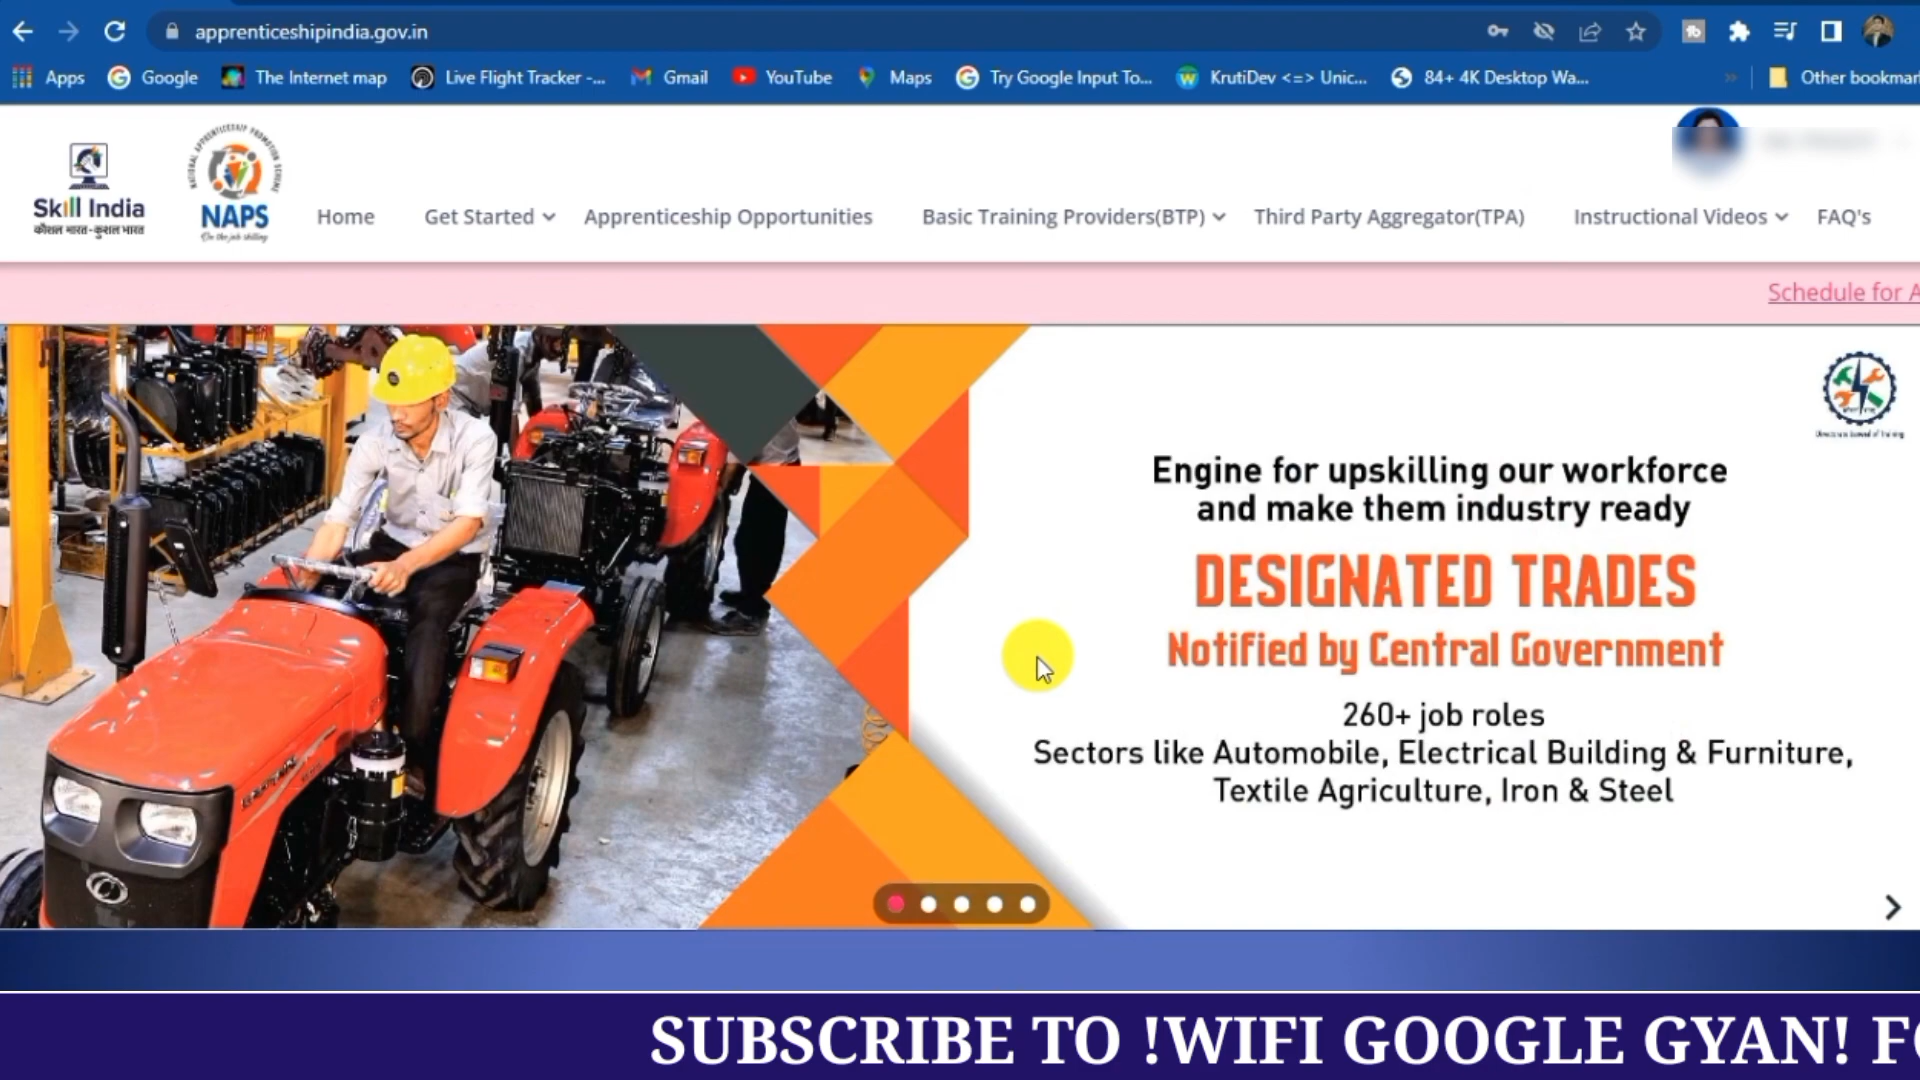 apprenticeshipindia.gov.in
Apps Google The Internet map Live Flight Tracker -... Gmail YouTube Maps Try Google Input To... KrutiDev <=> Unic... 84+ 4K Desktop Wa... » Other bookmar
Skill India
कौशल भारत-कुशल भारत
NATIONAL APPRENTICESHIP PROMOTION SCHEME
NAPS
On the job skilling
Home Get Started Apprenticeship Opportunities Basic Training Providers(BTP) Third Party Aggregator(TPA) Instructional Videos FAQ's
Schedule for A
Engine for upskilling our workforce
and make them industry ready
DESIGNATED TRADES
Notified by Central Government
260+ job roles
Sectors like Automobile, Electrical Building & Furniture,
Textile Agriculture, Iron & Steel
SUBSCRIBE TO !WIFI GOOGLE GYAN! F